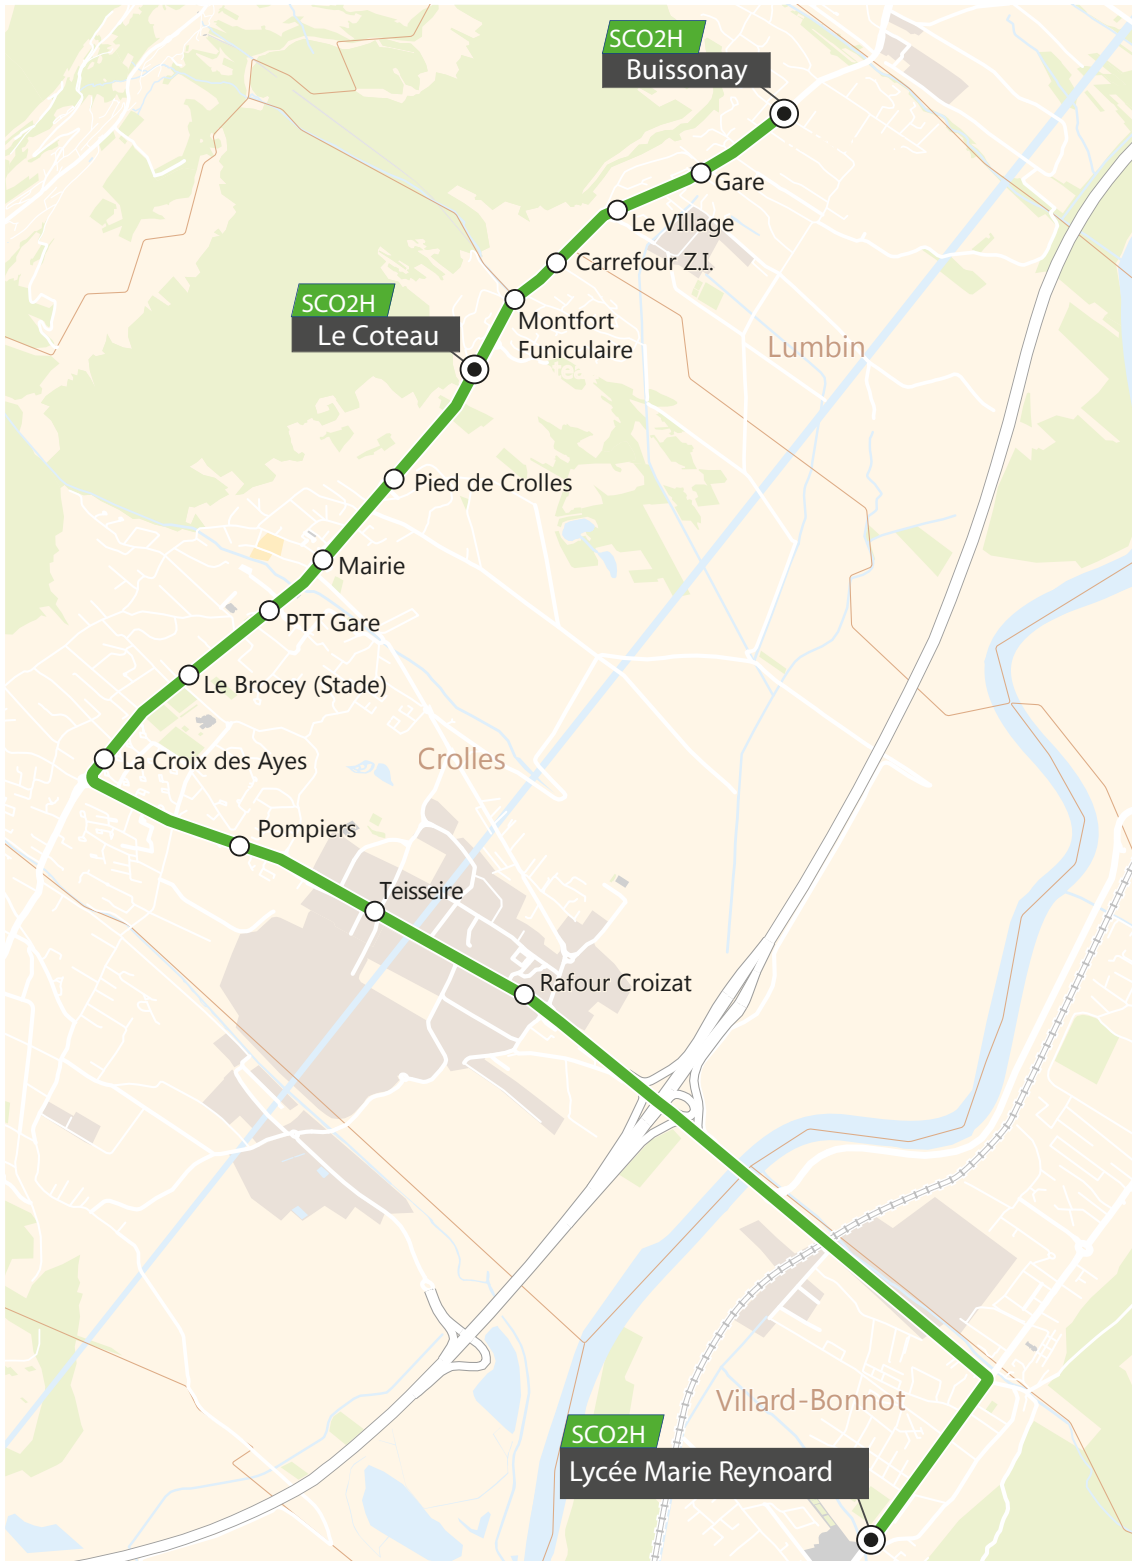 SCO2H
Buissonay
Gare
Le VIllage
Carrefour Z.I.
SCO2H
Le Coteau
Montfort
Funiculaire
Lumbin
Pied de Crolles
Mairie
PTT Gare
Le Brocey (Stade)
La Croix des Ayes
Crolles
Pompiers
Teisseire
Rafour Croizat
Villard-Bonnot
SCO2H
Lycée Marie Reynoard